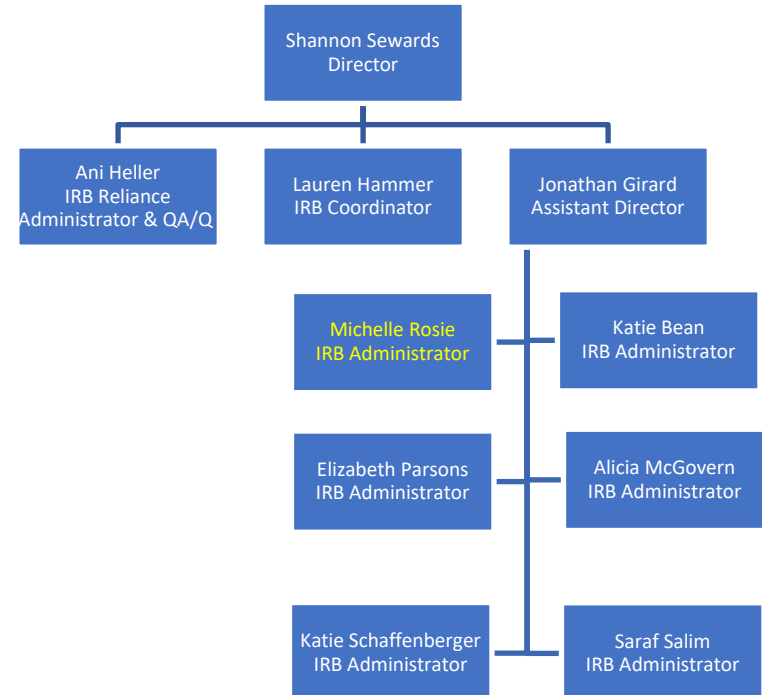 Shannon Sewards
Director
Ani Heller
IRB Reliance
Administrator & QA/Q
Lauren Hammer
IRB Coordinator
Jonathan Girard
Assistant Director
Michelle Rosie
IRB Administrator
Katie Bean
IRB Administrator
Elizabeth Parsons
IRB Administrator
Alicia McGovern
IRB Administrator
Katie Schaffenberger
IRB Administrator
Saraf Salim
IRB Administrator